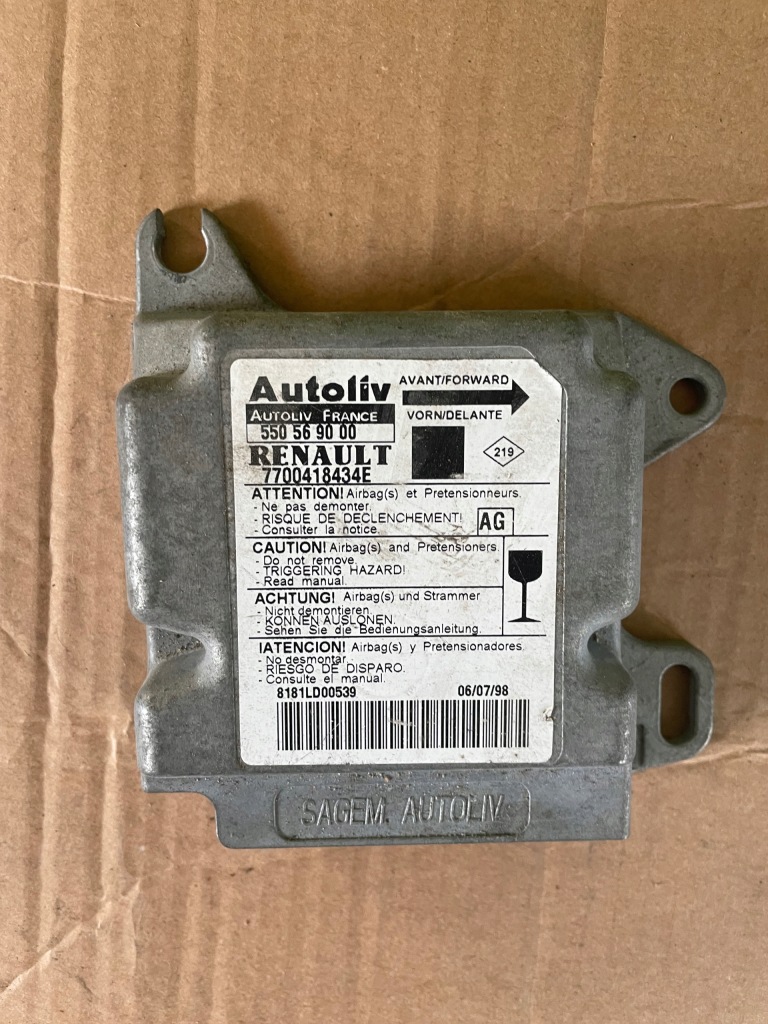 Autoliv
AVANT/FORWARD
AUTOLIV FRANCE
VORN/DELANTE
550 56 90 00
RENAULT
219
7700418434E
ATTENTION! Airbag(s) et Pretensionneurs.
- Ne pas demonter.
- RISQUE DE DECLENCHEMENT!
- Consulter la notice.
AG
CAUTION! Airbag(s) and Pretensioners.
- Do not remove.
- TRIGGERING HAZARD!
- Read manual.
ACHTUNG! Airbag(s) und Strammer
- Nicht demontieren.
- KONNEN AUSLONEN.
- Sehen Sie die Bedienungsanleitung.
IATENCION! Airbag(s) y Pretensionadores.
- No desmontar.
- RIESGO DE DISPARO.
- Consulte el manual.
8181LD00539 06/07/98
SAGEM. AUTOLIV